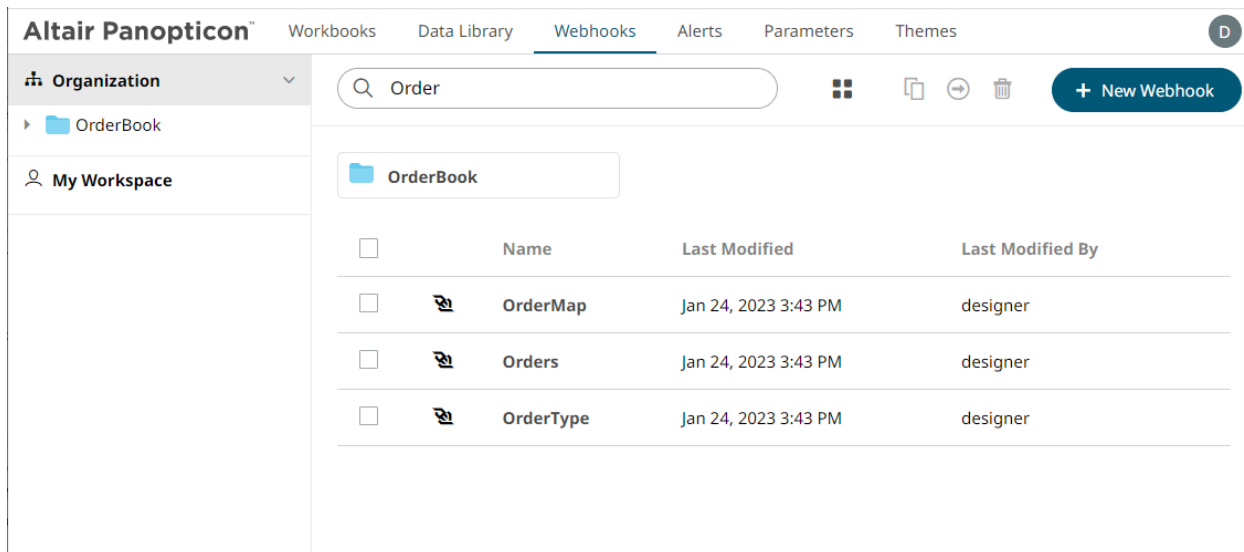 Altair Panopticon™ Workbooks Data Library Webhooks Alerts Parameters Themes D
Organization
OrderBook
My Workspace
Order
+ New Webhook
OrderBook
Name Last Modified Last Modified By
OrderMap Jan 24, 2023 3:43 PM designer
Orders Jan 24, 2023 3:43 PM designer
OrderType Jan 24, 2023 3:43 PM designer